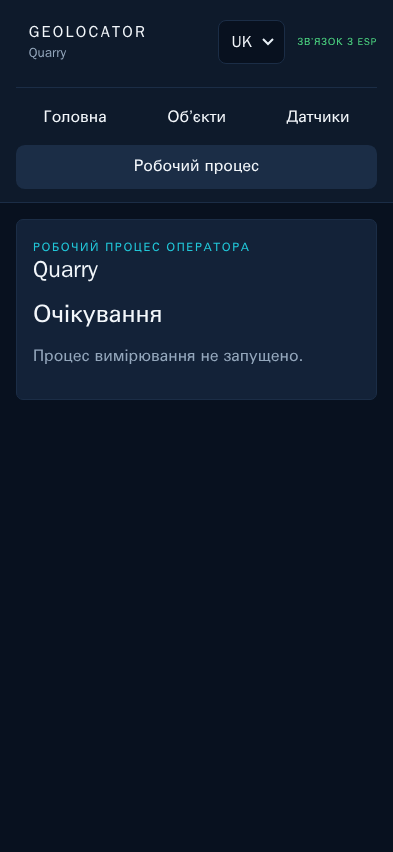 GEOLOCATOR
Quarry
UK
ЗВ'ЯЗОК З ESP
Головна
Об'єкти
Датчики
Робочий процес
РОБОЧИЙ ПРОЦЕС ОПЕРАТОРА
Quarry
Очікування
Процес вимірювання не запущено.